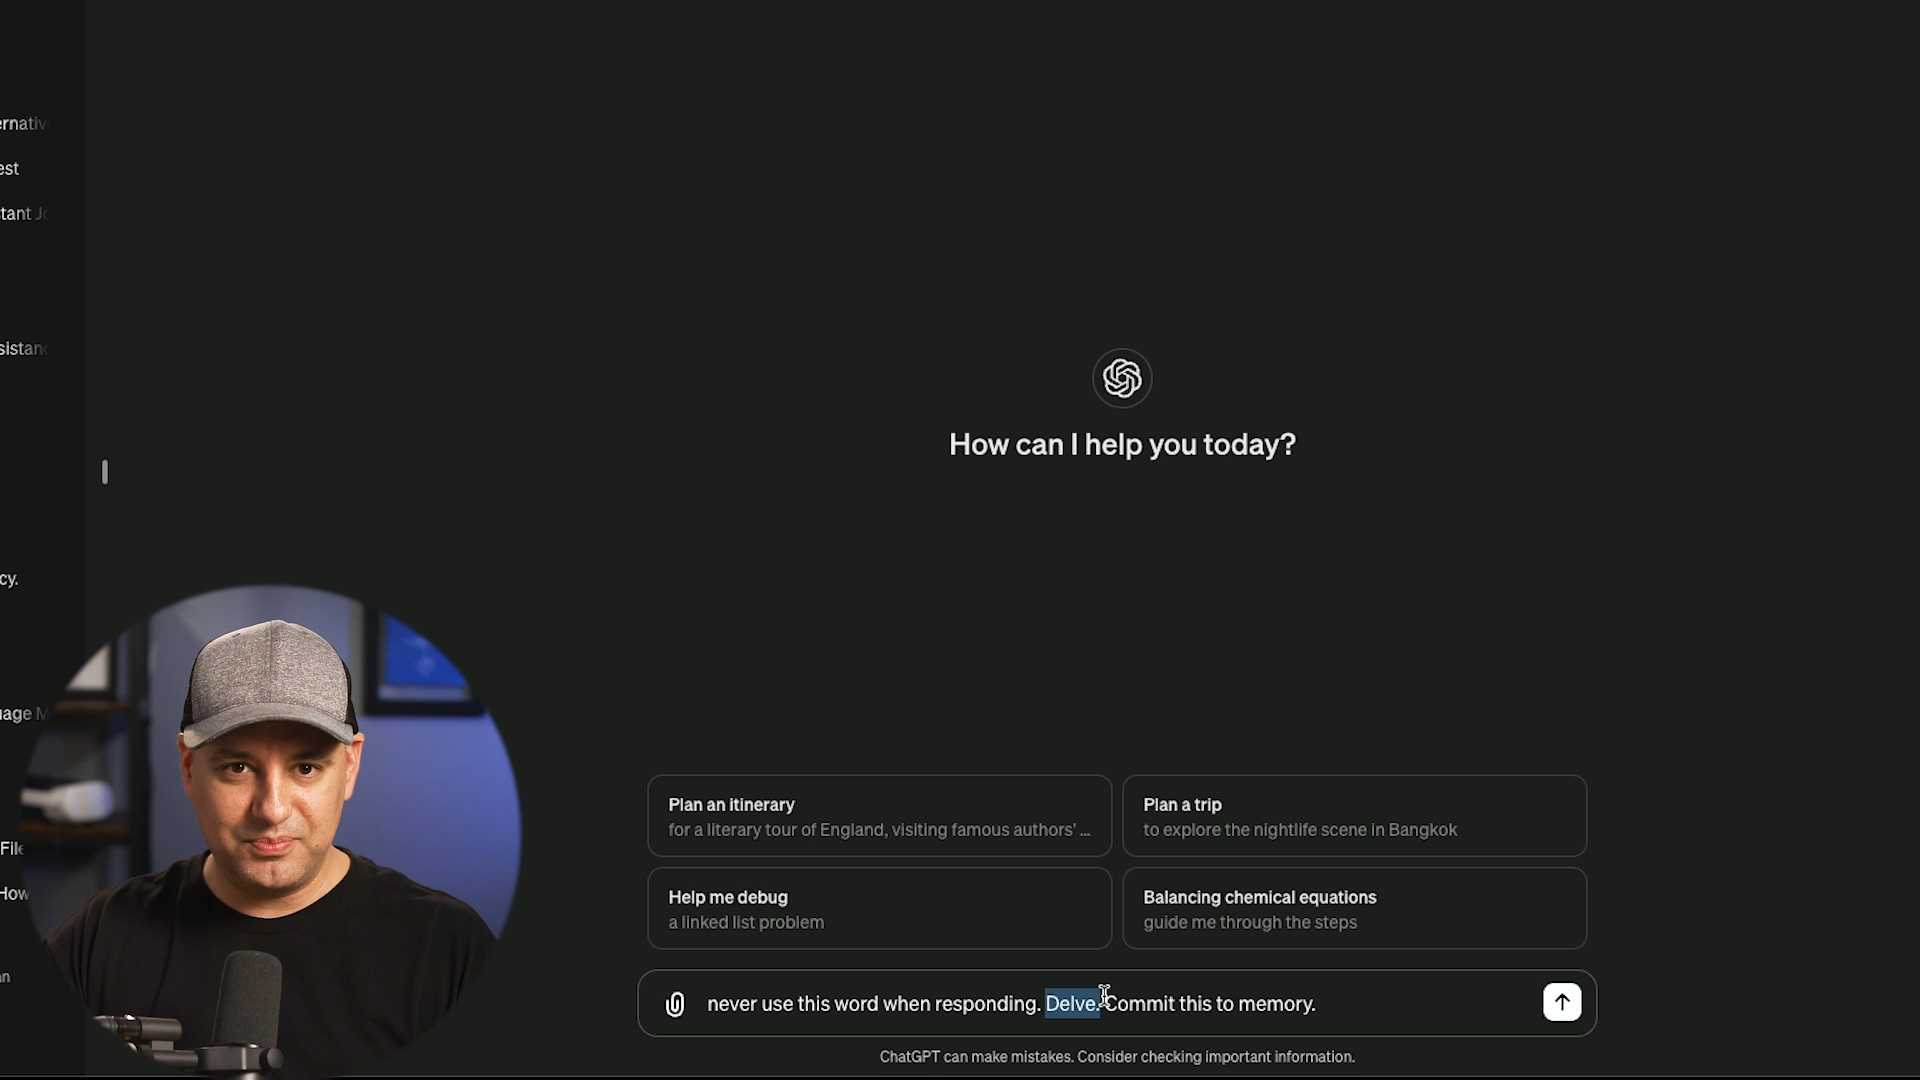 est
cy.
How can I help you today?
Plan an itinerary
for a literary tour of England, visiting famous authors' ...
Plan a trip
to explore the nightlife scene in Bangkok
Help me debug
a linked list problem
Balancing chemical equations
guide me through the steps
How
never use this word when responding. Delve. Commit this to memory.
ChatGPT can make mistakes. Consider checking important information.